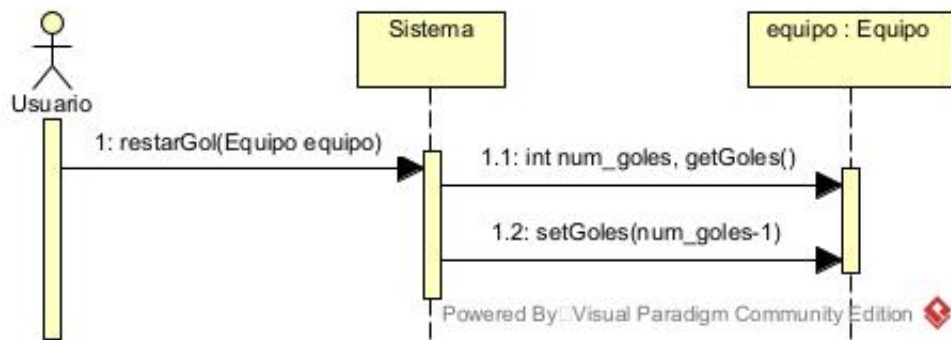 Sistema
equipo : Equipo
Usuario
1: restarGol(Equipo equipo)
1.1: int num_goles, getGoles()
1.2: setGoles(num_goles-1)
Powered By Visual Paradigm Community Edition